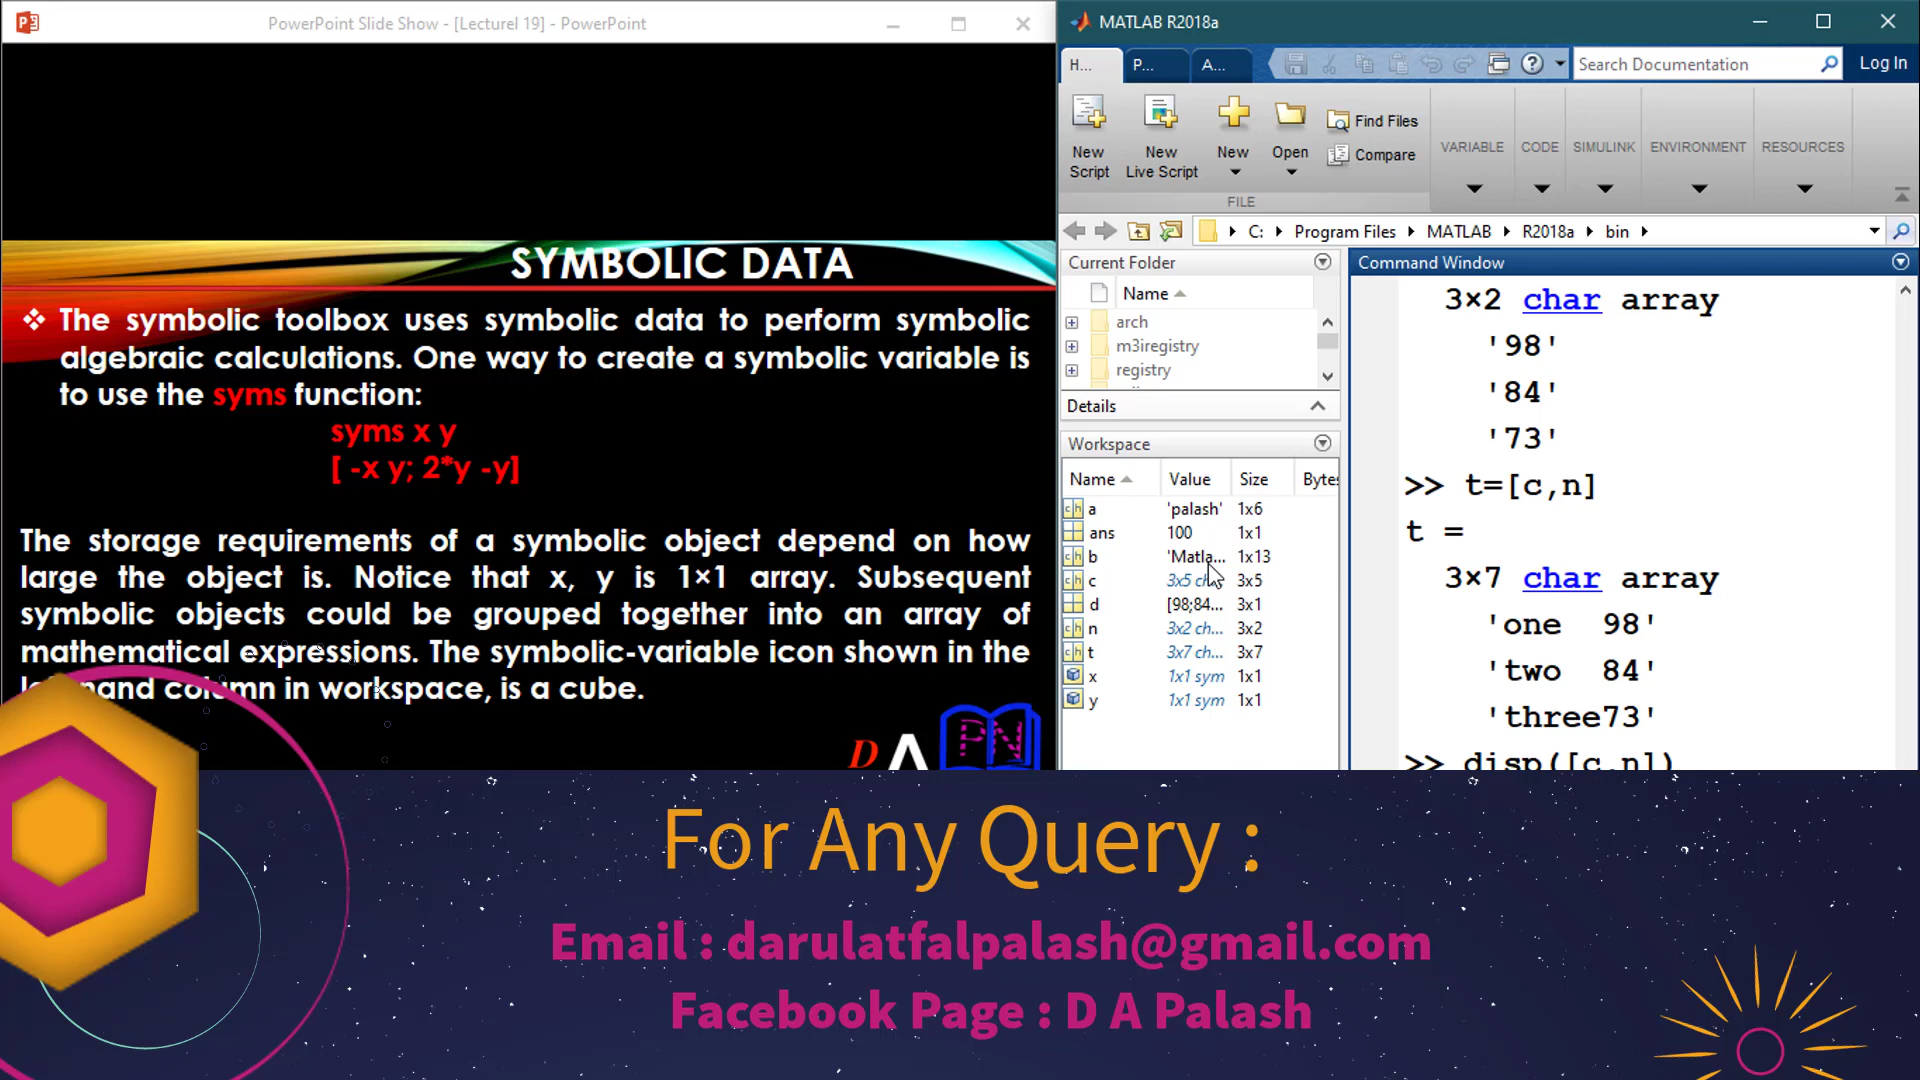 PowerPoint Slide Show - [Lecturel 19] - PowerPoint
SYMBOLIC DATA
❖ The symbolic toolbox uses symbolic data to perform symbolic
algebraic calculations. One way to create a symbolic variable is
to use the syms function:
syms x y
[ -x y; 2*y -y]
The storage requirements of a symbolic object depend on how
large the object is. Notice that x, y is 1×1 array. Subsequent
symbolic objects could be grouped together into an array of
mathematical expressions. The symbolic-variable icon shown in the
hand column in workspace, is a cube.
D A PN
MATLAB R2018a
H... P... A...
Search Documentation
Log In
New Script
New Live Script
New
Open
Find Files
Compare
FILE
VARIABLE
CODE
SIMULINK
ENVIRONMENT
RESOURCES
C: Program Files MATLAB R2018a bin
Current Folder
Name
arch
m3iregistry
registry
Details
Workspace
Name Value Size Bytes
a 'palash' 1x6
ans 100 1x1
b 'Matla... 1x13
c 3x5 ch... 3x5
d [98;84... 3x1
n 3x2 ch... 3x2
t 3x7 ch... 3x7
x 1x1 sym 1x1
y 1x1 sym 1x1
Command Window
3×2 char array
'98'
'84'
'73'
>> t=[c,n]
t =
3×7 char array
'one  98'
'two  84'
'three73'
>> disp([c,n])
For Any Query :
Email : darulatfalpalash@gmail.com
Facebook Page : D A Palash